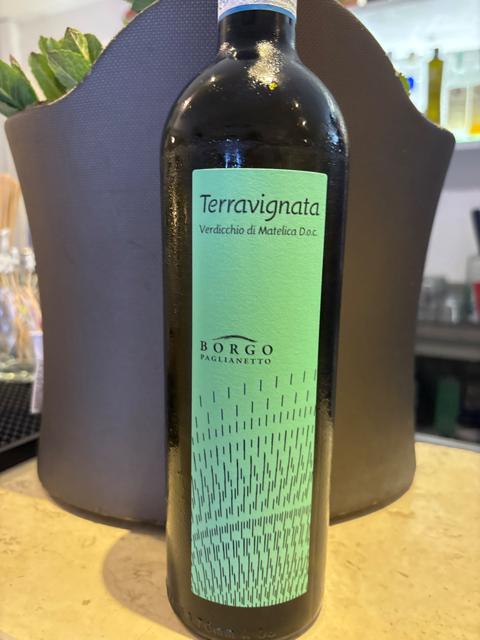 Terravignata
Verdicchio di Matelica D.o.c.
BORGO
PAGLIANETTO